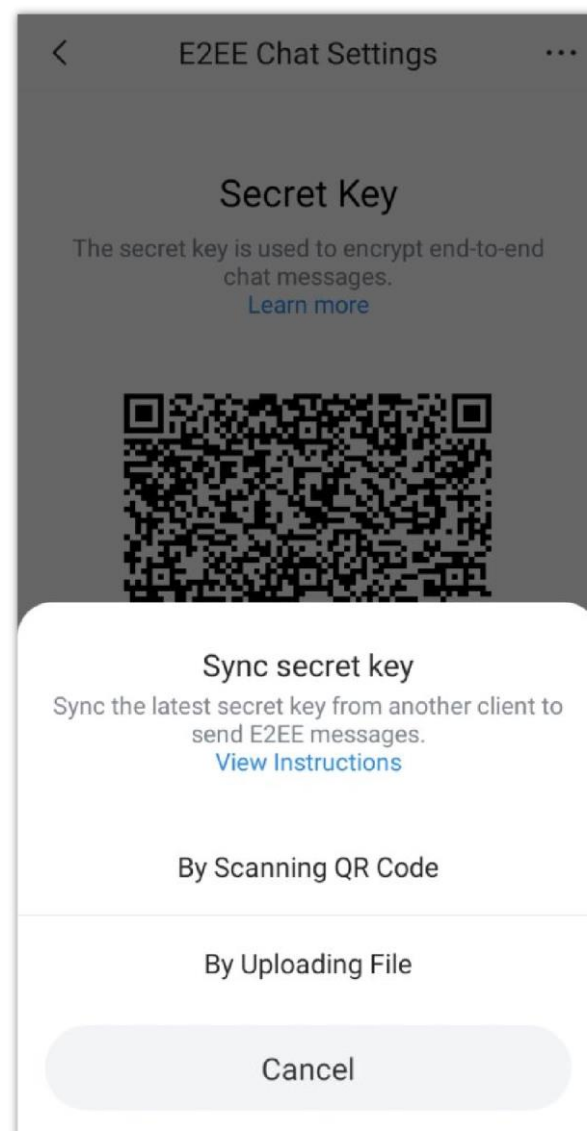 E2EE Chat Settings
Secret Key
The secret key is used to encrypt end-to-end
chat messages.
Learn more
Sync secret key
Sync the latest secret key from another client to
send E2EE messages.
View Instructions
By Scanning QR Code
By Uploading File
Cancel